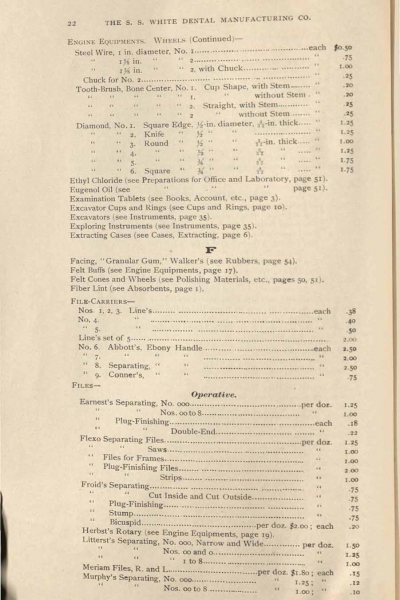 22 THE S. S. WHITE DENTAL MANUFACTURING CO.
ENGINE EQUIPMENTS. WHEELS (Continued)—
Steel Wire, 1 in. diameter, No. 1 each $0.50
" 1⅛ in. " " 2 " .75
" 1⅛ in. " " 2, with Chuck " 1.00
Chuck for No. 2 " .25
Tooth-Brush, Bone Center, No. 1. Cup Shape, with Stem " .20
" " " " 1. " without Stem " .20
" " " " 2. Straight, with Stem " .25
" " " " 2 " without Stem " .25
Diamond, No. 1. Square Edge, ½-in. diameter, -in. thick " 1.25
" " 2. Knife " ½ " " " 1.25
" " 3. Round " ½ " " -in. thick " 1.00
" " 4. " " ⅝ " " " " " 1.25
" " 5. " " ¾ " " " " " 1.75
" " 6. Square " ¾ " " " " " 1.75
Ethyl Chloride (see Preparations for Office and Laboratory, page 51).
Eugenol Oil (see " " " " page 51).
Examination Tablets (see Books, Account, etc., page 3).
Excavator Cups and Rings (see Cups and Rings, page 10).
Excavators (see Instruments, page 35).
Exploring Instruments (see Instruments, page 35).
Extracting Cases (see Cases, Extracting, page 6).
F
Facing, "Granular Gum," Walker's (see Rubbers, page 54).
Felt Buffs (see Engine Equipments, page 17).
Felt Cones and Wheels (see Polishing Materials, etc., pages 50, 51).
Fiber Lint (see Absorbents, page 1).
FILE-CARRIERS—
Nos. 1, 2, 3. Line's each .38
No. 4. " " .40
" 5. " " .50
Line's set of 5 2.00
No. 6. Abbott's, Ebony Handle each 2.50
" 7. " " " " 2.00
" 8. Separating, " " " 2.50
" 9. Conner's, " " " .75
FILES—
Operative.
Earnest's Separating, No. 000 per doz. 1.25
" " Nos. 00 to 8 " 1.00
" Plug-Finishing each .18
" " Double-End " .22
Flexo Separating Files per doz. 1.25
" " Saws " 1.00
" Files for Frames " 1.00
" Plug-Finishing Files " 2.00
" " Strips " 1.00
Froid's Separating " .75
" " Cut Inside and Cut Outside " .75
" Plug-Finishing " .75
" Stump " .75
" Bicuspid per doz. $2.00; each .20
Herbst's Rotary (see Engine Equipments, page 19).
Litterst's Separating, No. 000, Narrow and Wide per doz. 1.50
" " Nos. 00 and 0 " 1.25
" " " 1 to 8 " 1.00
Meriam Files, R. and L. per doz. $1.80; each .15
Murphy's Separating, No. 000 " 1.25; " .12
" " Nos. 00 to 8 " 1.00; " .10